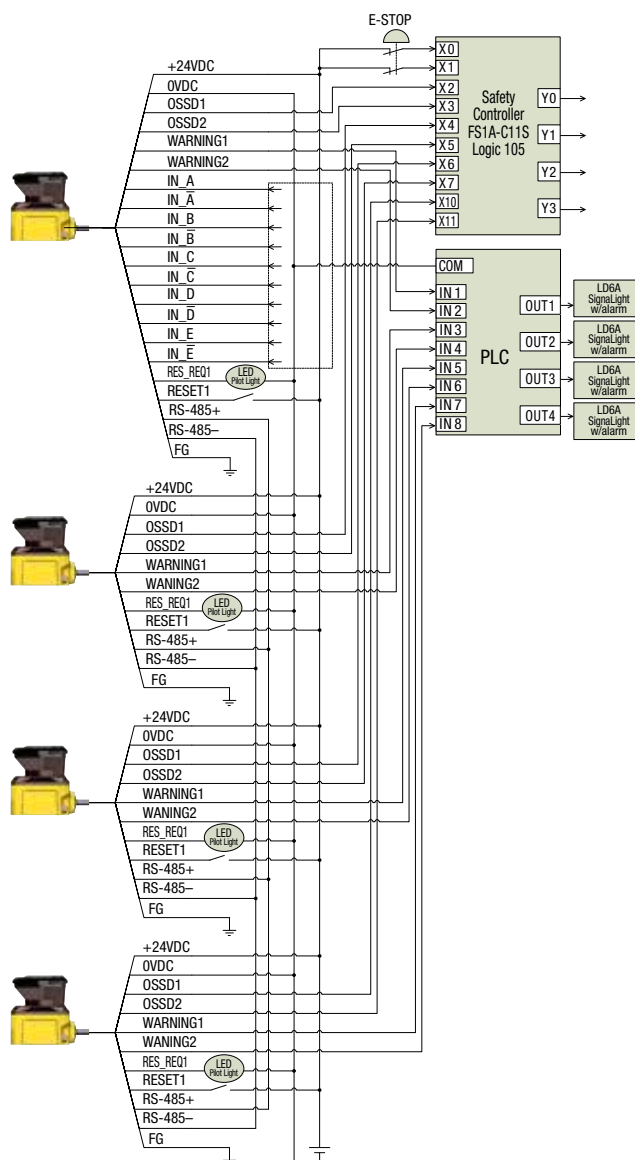 E-STOP
X0
X1
X2
X3
X4
X5
X6
X7
X10
X11
Safety
Controller
FS1A-C11S
Logic 105
Y0
Y1
Y2
Y3
COM
IN 1
IN 2
IN 3
IN 4
IN 5
IN 6
IN 7
IN 8
PLC
OUT1
OUT2
OUT3
OUT4
LD6A
SignaLight
w/alarm
LD6A
SignaLight
w/alarm
LD6A
SignaLight
w/alarm
LD6A
SignaLight
w/alarm
+24VDC
0VDC
OSSD1
OSSD2
WARNING1
WARNING2
IN_A
IN_A̅
IN_B
IN_B̅
IN_C
IN_C̅
IN_D
IN_D̅
IN_E
IN_E̅
RES_REQ1
LED
Pilot Light
RESET1
RS-485+
RS-485–
FG
+24VDC
0VDC
OSSD1
OSSD2
WARNING1
WANING2
RES_REQ1
LED
Pilot Light
RESET1
RS-485+
RS-485–
FG
+24VDC
0VDC
OSSD1
OSSD2
WARNING1
WANING2
RES_REQ1
LED
Pilot Light
RESET1
RS-485+
RS-485–
FG
+24VDC
0VDC
OSSD1
OSSD2
WARNING1
WANING2
RES_REQ1
LED
Pilot Light
RESET1
RS-485+
RS-485–
FG